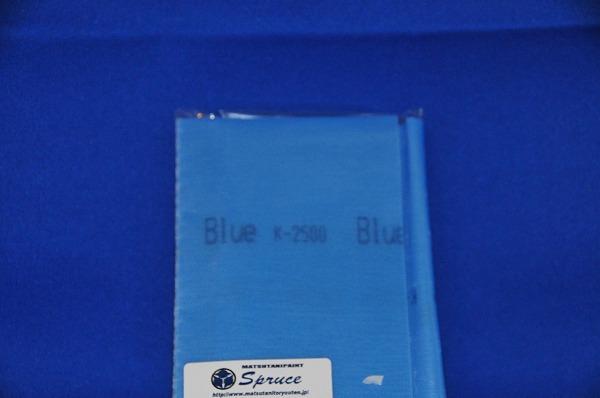 Blue K-2500 Blue
MATSUTANIPAINT
Spruce
http://www.matsutanitoryouten.jp/